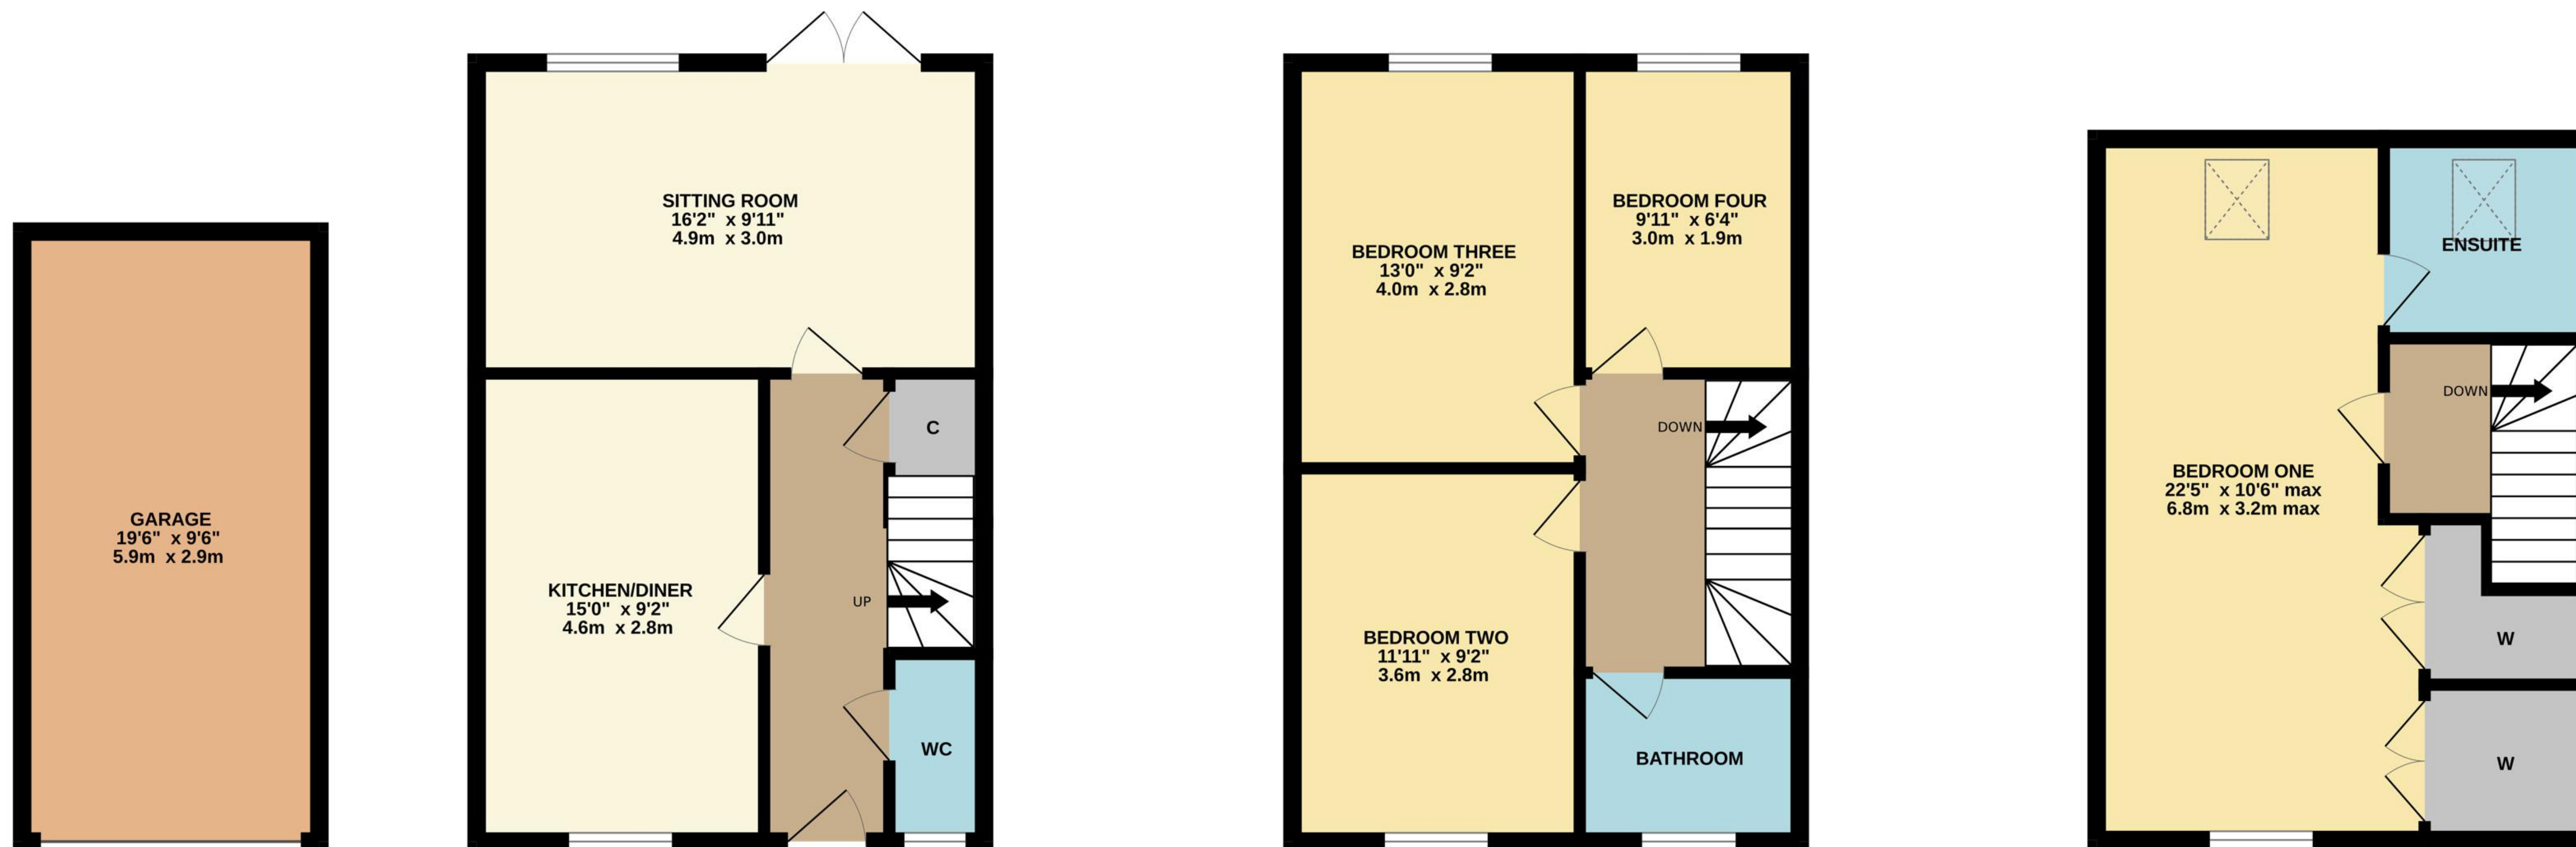 GARAGE
19'6" x 9'6"
5.9m x 2.9m
SITTING ROOM
16'2" x 9'11"
4.9m x 3.0m
KITCHEN/DINER
15'0" x 9'2"
4.6m x 2.8m
C
UP
WC
BEDROOM THREE
13'0" x 9'2"
4.0m x 2.8m
BEDROOM FOUR
9'11" x 6'4"
3.0m x 1.9m
DOWN
BEDROOM TWO
11'11" x 9'2"
3.6m x 2.8m
BATHROOM
ENSUITE
DOWN
BEDROOM ONE
22'5" x 10'6" max
6.8m x 3.2m max
W
W